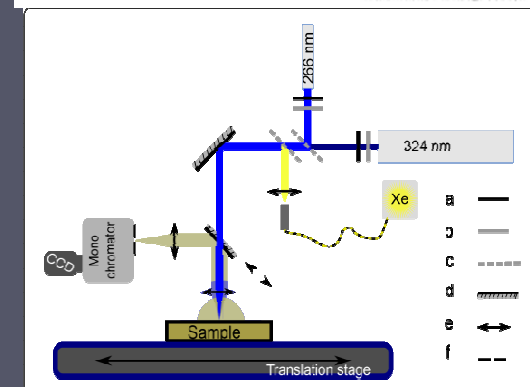 266 nm
324 nm
Xe
a
b
c
d
e
f
Mono
chromator
CCD
Sample
Translation stage